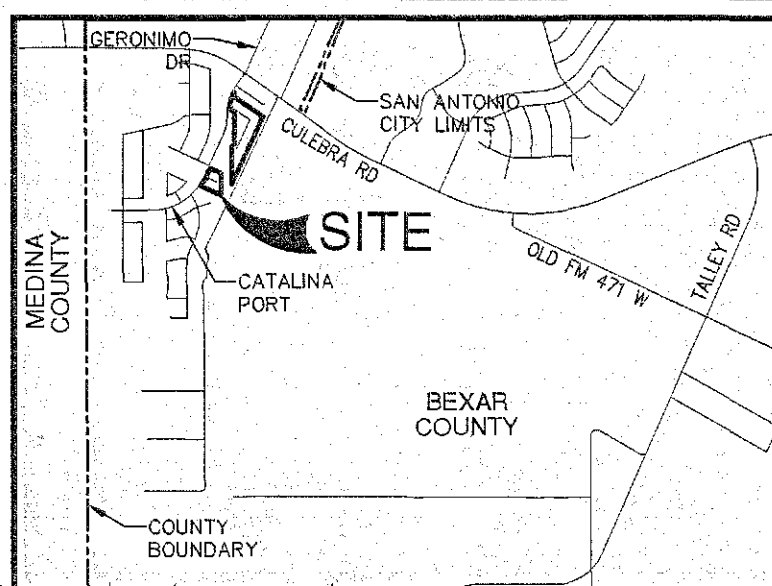 GERONIMO
DR
SAN ANTONIO
CITY LIMITS
CULEBRA RD
SITE
CATALINA
PORT
MEDINA
COUNTY
OLD FM 471 W
TALLEY RD
BEXAR
COUNTY
COUNTY
BOUNDARY